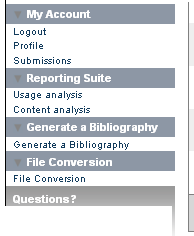 My Account
Logout
Profile
Submissions
Reporting Suite
Usage analysis
Content analysis
Generate a Bibliography
Generate a Bibliography
File Conversion
File Conversion
Questions?